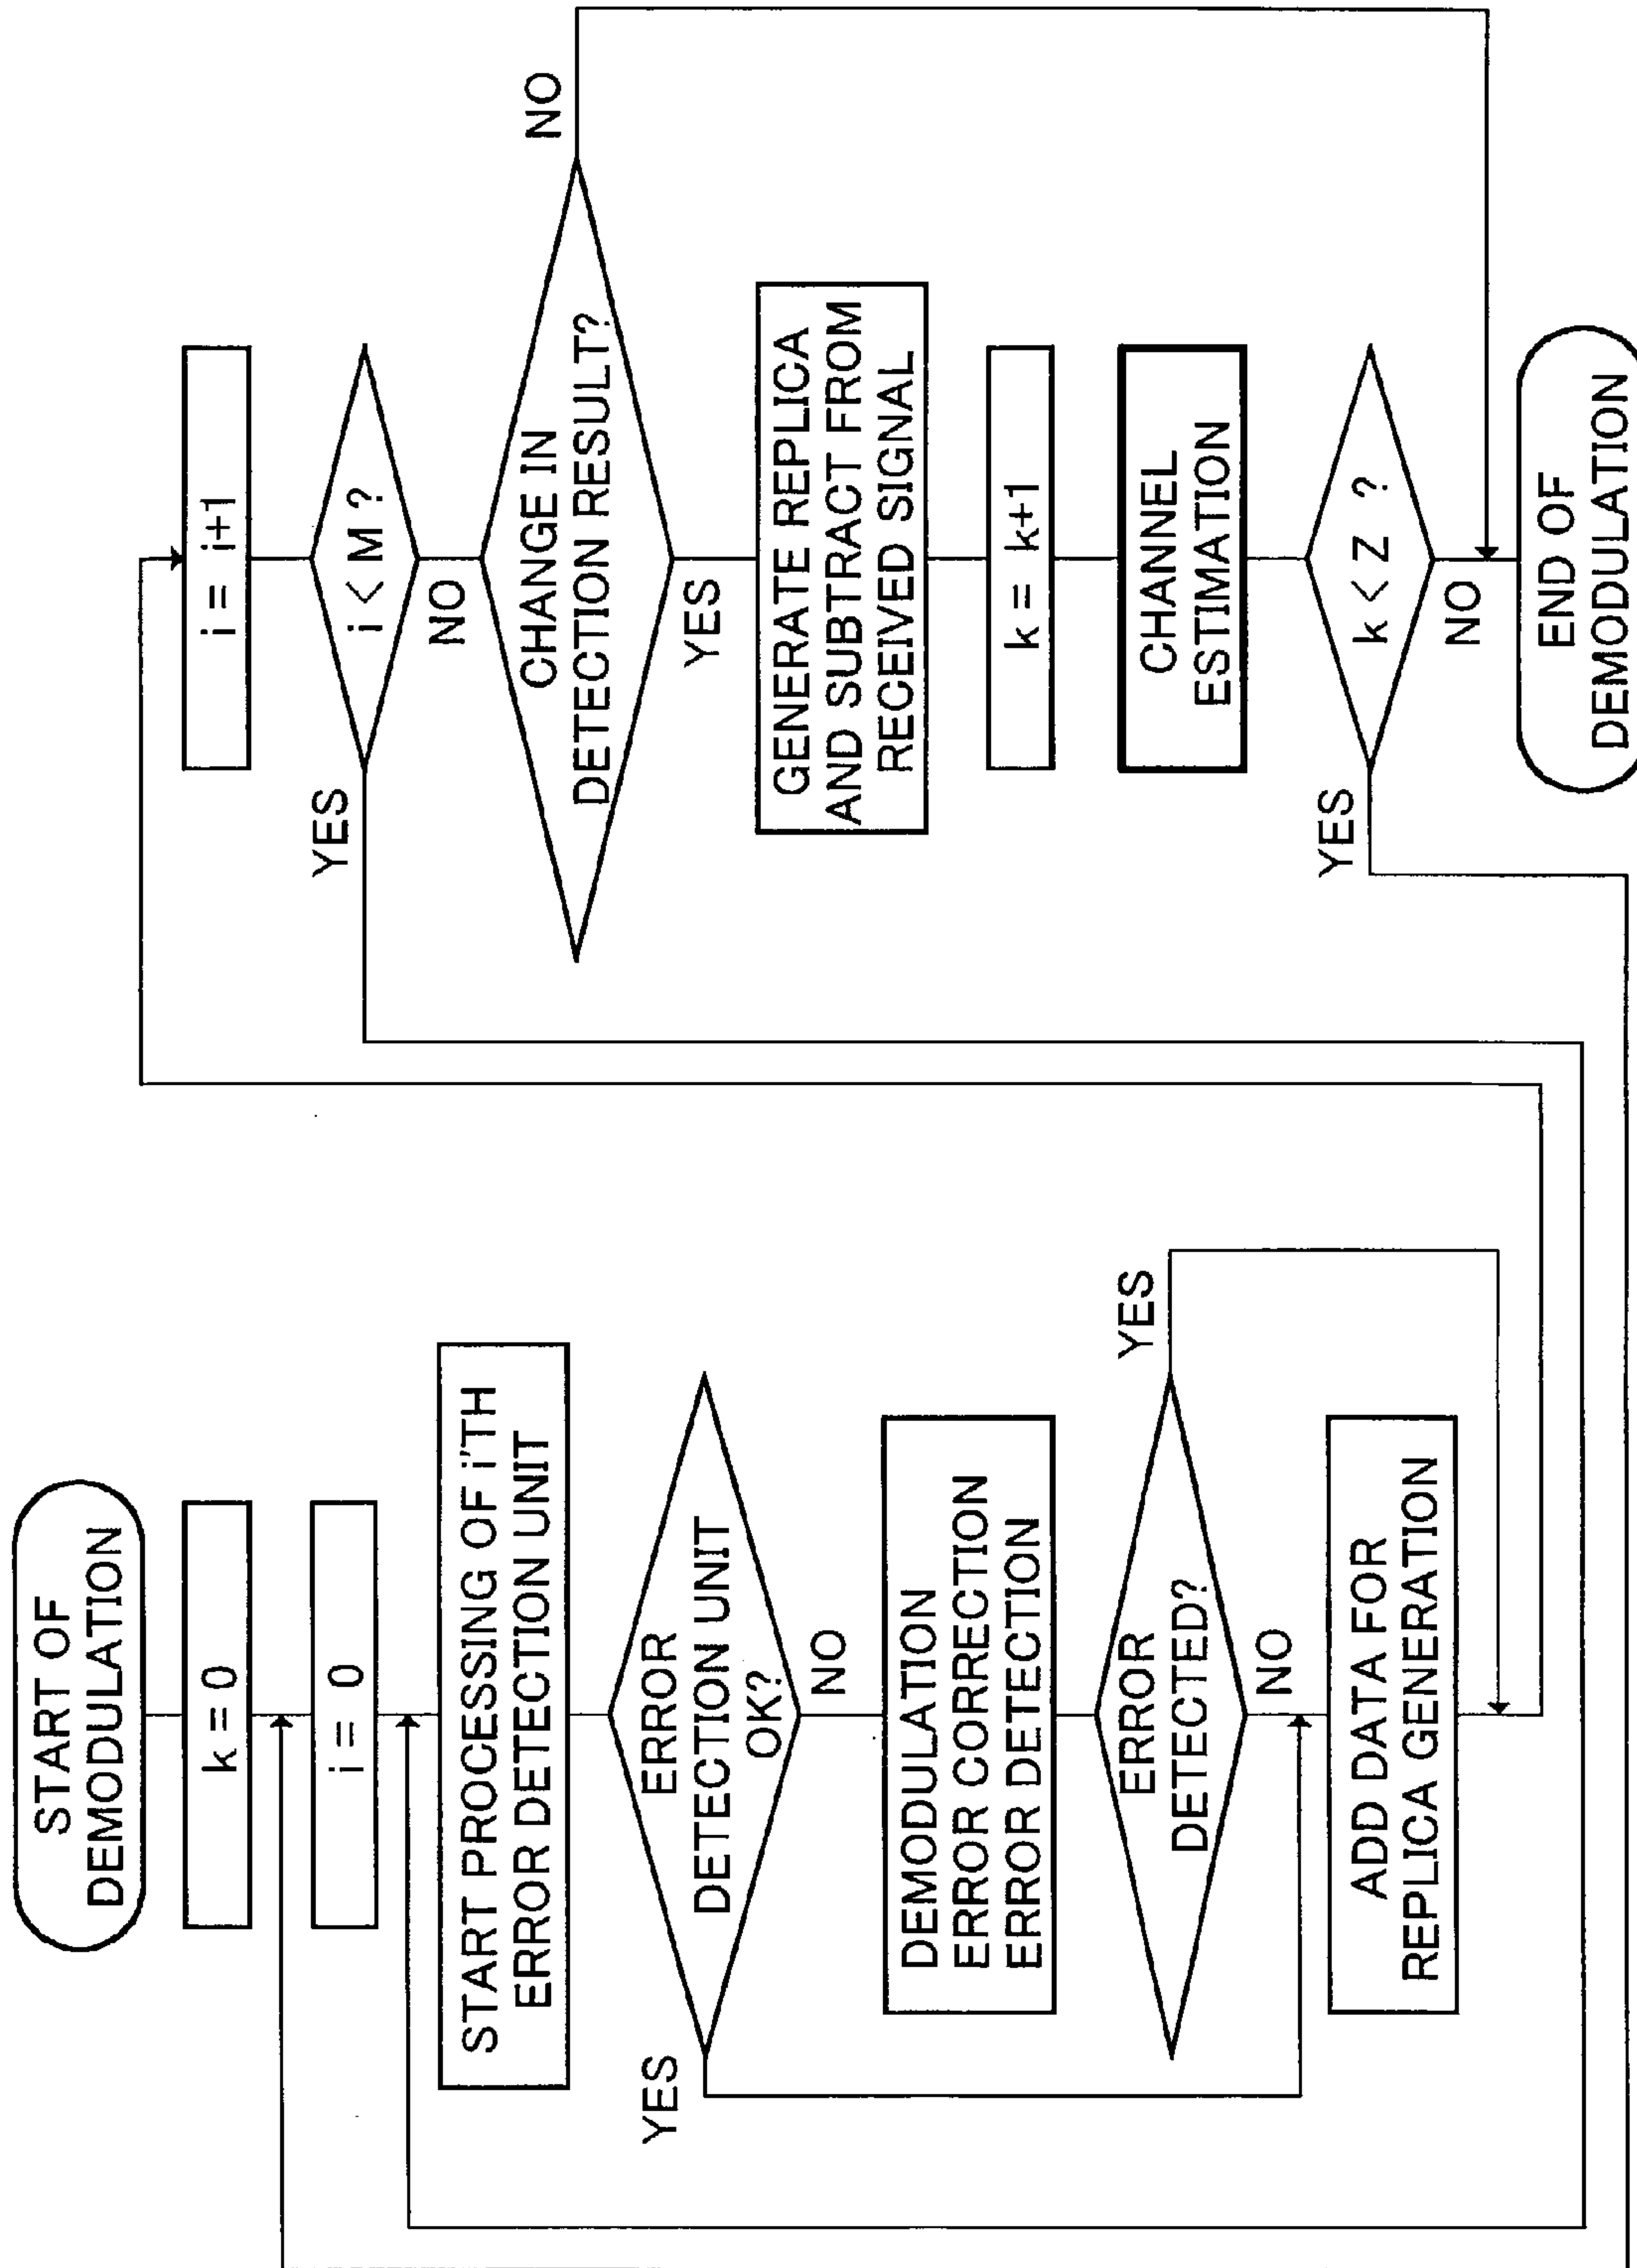 START OF
DEMODULATION
k = 0
i = 0
START PROCESSING OF i'TH
ERROR DETECTION UNIT
ERROR
DETECTION UNIT
OK?
YES
NO
DEMODULATION
ERROR CORRECTION
ERROR DETECTION
ERROR
DETECTED?
YES
NO
ADD DATA FOR
REPLICA GENERATION
i = i+1
i < M ?
YES
NO
CHANGE IN
DETECTION RESULT?
NO
YES
GENERATE REPLICA
AND SUBTRACT FROM
RECEIVED SIGNAL
k = k+1
CHANNEL
ESTIMATION
k < Z ?
YES
NO
END OF
DEMODULATION